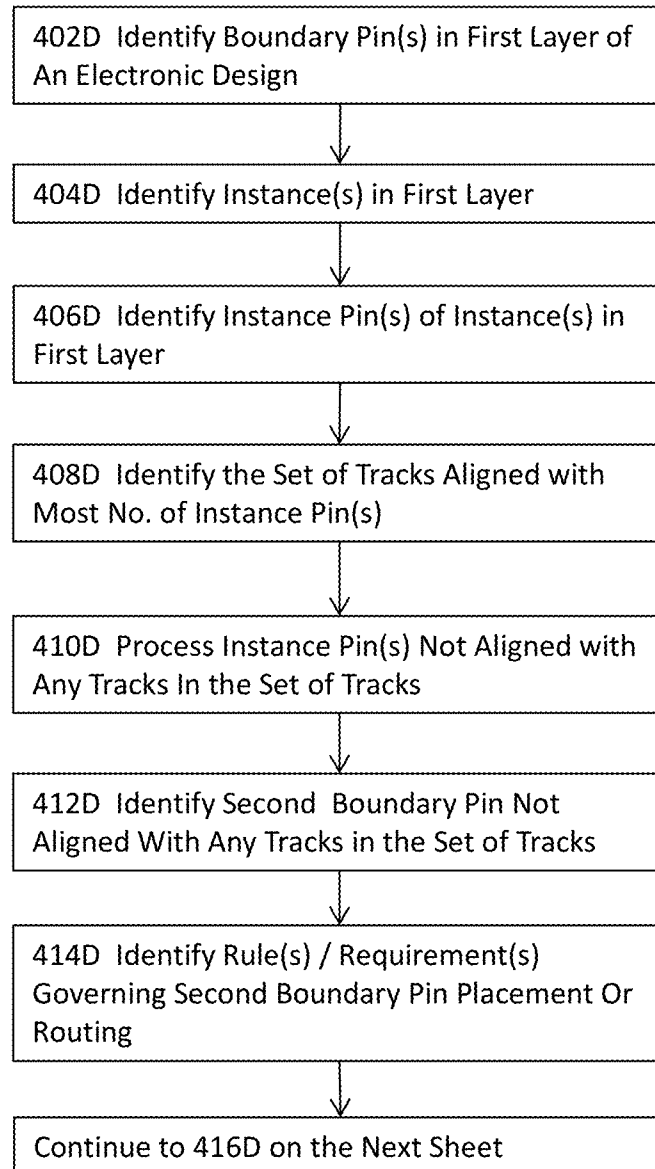 402D Identify Boundary Pin(s) in First Layer of
An Electronic Design
404D Identify Instance(s) in First Layer
406D Identify Instance Pin(s) of Instance(s) in
First Layer
408D Identify the Set of Tracks Aligned with
Most No. of Instance Pin(s)
410D Process Instance Pin(s) Not Aligned with
Any Tracks In the Set of Tracks
412D Identify Second Boundary Pin Not
Aligned With Any Tracks in the Set of Tracks
414D Identify Rule(s) / Requirement(s)
Governing Second Boundary Pin Placement Or
Routing
Continue to 416D on the Next Sheet